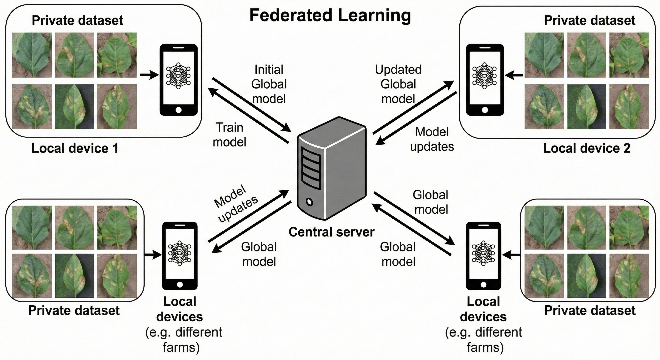 Federated Learning
Private dataset
Local device 1
Initial
Global
model
Train
model
Updated
Global
model
Model
updates
Private dataset
Local device 2
Central server
Model
updates
Global
model
Private dataset
Local
devices
(e.g. different
farms)
Global
model
Global
model
Local
devices
(e.g. different
farms)
Private dataset